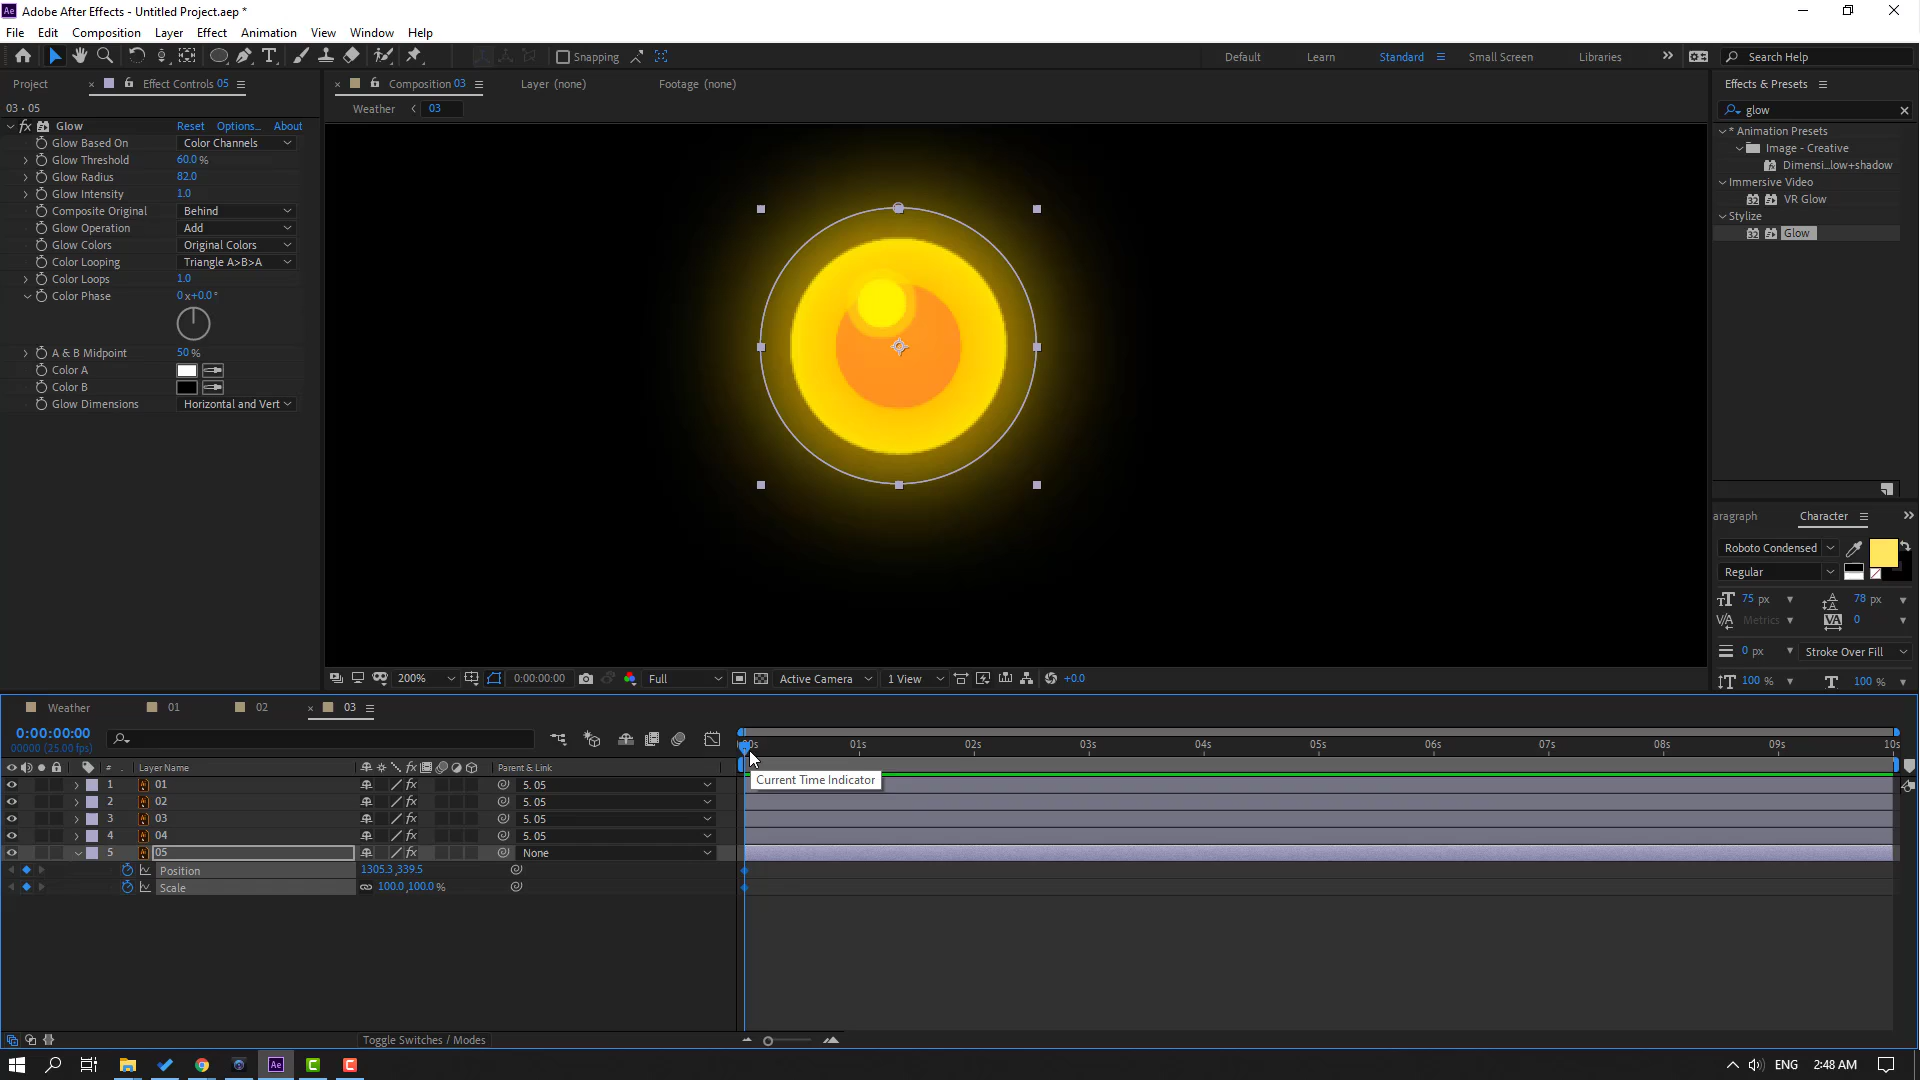 Adobe After Effects - Untitled Project.aep *
File Edit Composition Layer Effect Animation View Window Help
Snapping Default Learn Standard Small Screen Libraries Search Help
Project Effect Controls 05 Composition 03 Layer (none) Footage (none) Effects & Presets
03 • 05 Weather 03 glow
Glow Reset Options... About
Glow Based On Color Channels
Glow Threshold 60.0 %
Glow Radius 82.0
Glow Intensity 1.0
Composite Original Behind
Glow Operation Add
Glow Colors Original Colors
Color Looping Triangle A>B>A
Color Loops 1.0
Color Phase 0 x+0.0 °
A & B Midpoint 50 %
Color A
Color B
Glow Dimensions Horizontal and Vert
* Animation Presets
Image - Creative
Dimensi...low+shadow
Immersive Video
VR Glow
Stylize
Glow
aragraph Character
Roboto Condensed
Regular
75 px 78 px
Metrics 0
0 px Stroke Over Fill
100 % 100 %
200% 0:00:00:00 Full Active Camera 1 View +0.0
Weather 01 02 03
0:00:00:00
00000 (25.00 fps)
00s 01s 02s 03s 04s 05s 06s 07s 08s 09s 10s
# Layer Name Parent & Link
Current Time Indicator
1 01 5. 05
2 02 5. 05
3 03 5. 05
4 04 5. 05
5 05 None
Position 1305.3 ,339.5
Scale 100.0 ,100.0 %
Toggle Switches / Modes
Ae ENG 2:48 AM